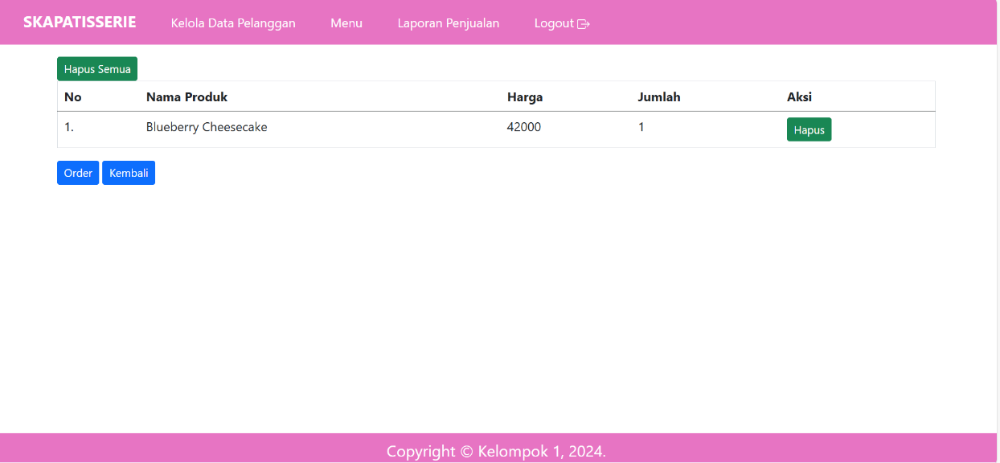 SKAPATISSERIE Kelola Data Pelanggan Menu Laporan Penjualan Logout
Hapus Semua
No Nama Produk Harga Jumlah Aksi
1. Blueberry Cheesecake 42000 1 Hapus
Order Kembali
Copyright © Kelompok 1, 2024.